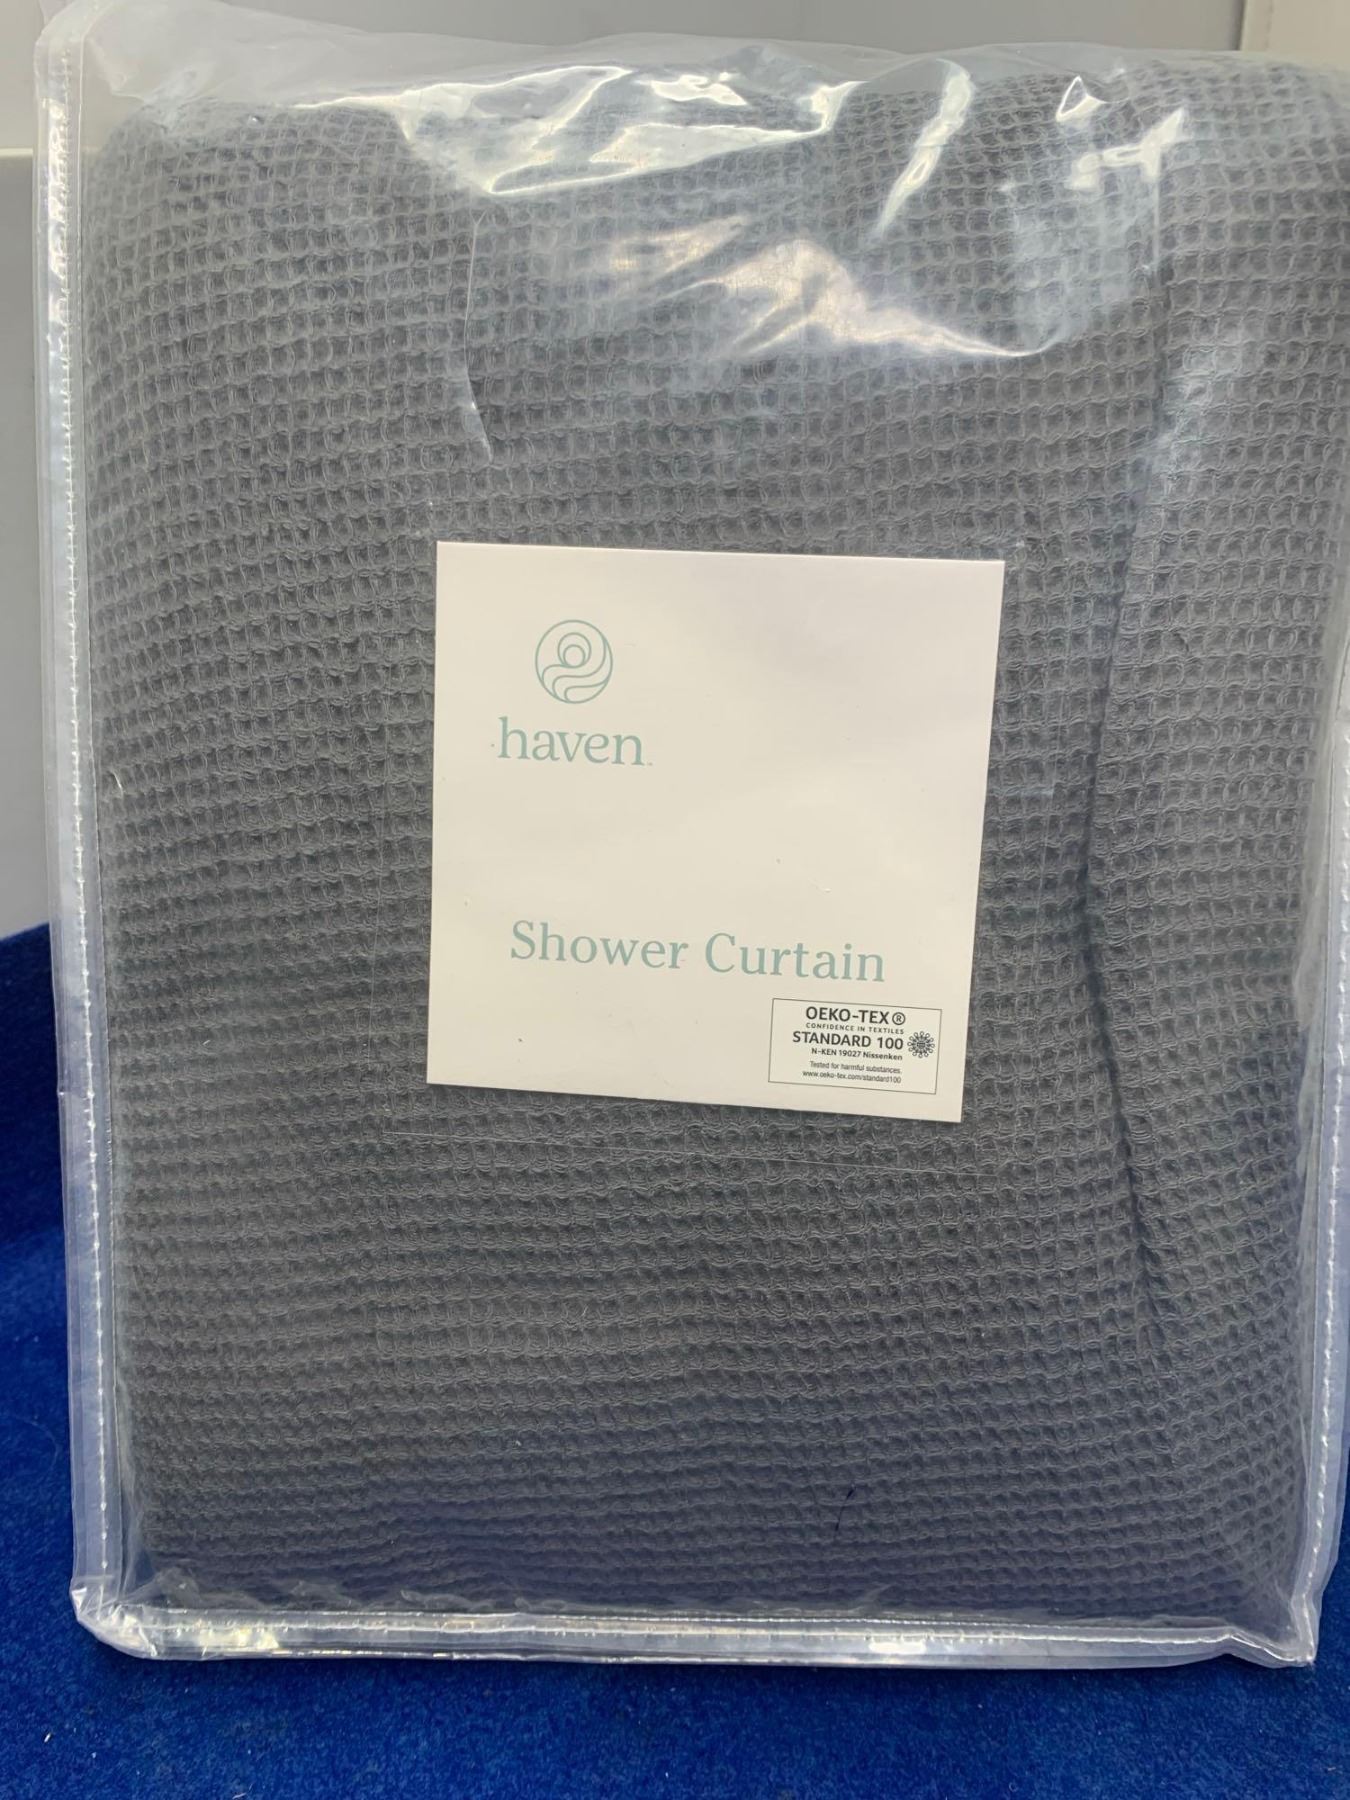 haven™
Shower Curtain
OEKO-TEX®
CONFIDENCE IN TEXTILES
STANDARD 100
N-KEN 19027 Nissenken
Tested for harmful substances.
www.oeko-tex.com/standard100